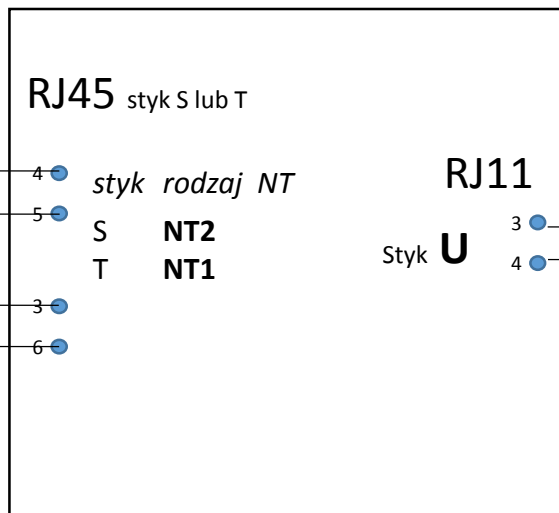 RJ45 styk S lub T
4
5
styk rodzaj NT
S NT2
T NT1
3
6
RJ11
Styk U
3
4